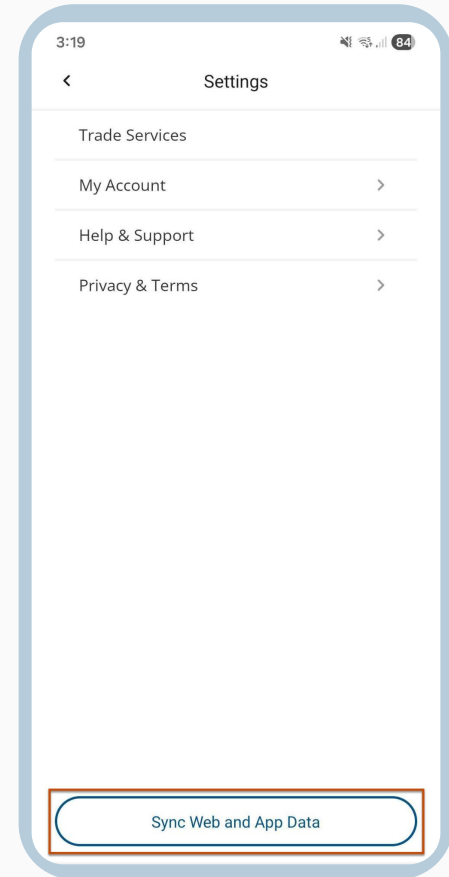 3:19
84
Settings
Trade Services
My Account
Help & Support
Privacy & Terms
Sync Web and App Data